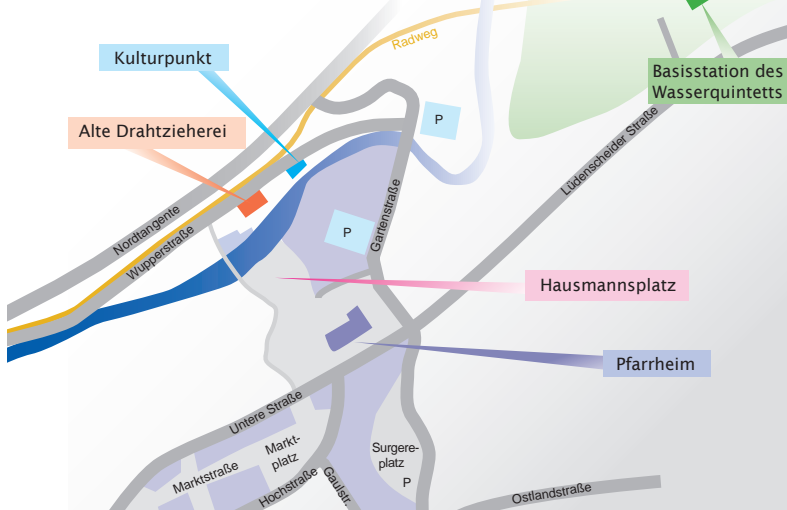 Radweg
Kulturpunkt
Basisstation des
Wasserquintetts
P
Alte Drahtzieherei
Lüdenscheider Straße
Nordtangente
Wupperstraße
Gartenstraße
P
Hausmannsplatz
Pfarrheim
Untere Straße
Markt-
platz
Surgere-
platz
Marktstraße
Hochstraße
Gaulstr.
P
Ostlandstraße